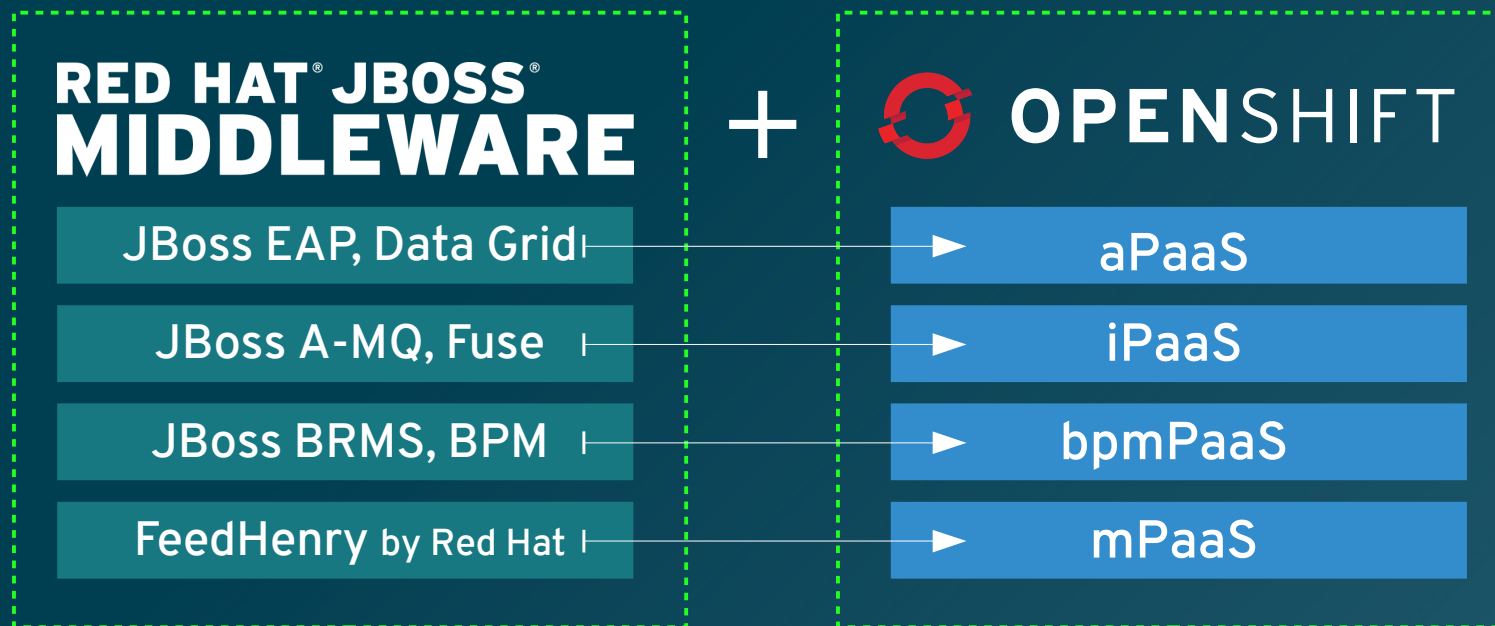 RED HAT® JBOSS®
MIDDLEWARE
+
OPENSHIFT
JBoss EAP, Data Grid
aPaaS
JBoss A-MQ, Fuse
iPaaS
JBoss BRMS, BPM
bpmPaaS
FeedHenry by Red Hat
mPaaS